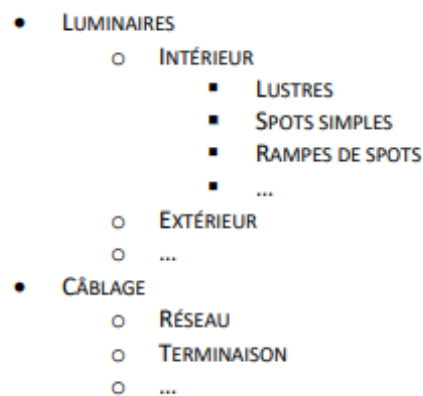 • LUMINAIRES
o INTÉRIEUR
▪ LUSTRES
▪ SPOTS SIMPLES
▪ RAMPES DE SPOTS
▪ ...
o EXTÉRIEUR
o ...
• CÂBLAGE
o RÉSEAU
o TERMINAISON
o ...